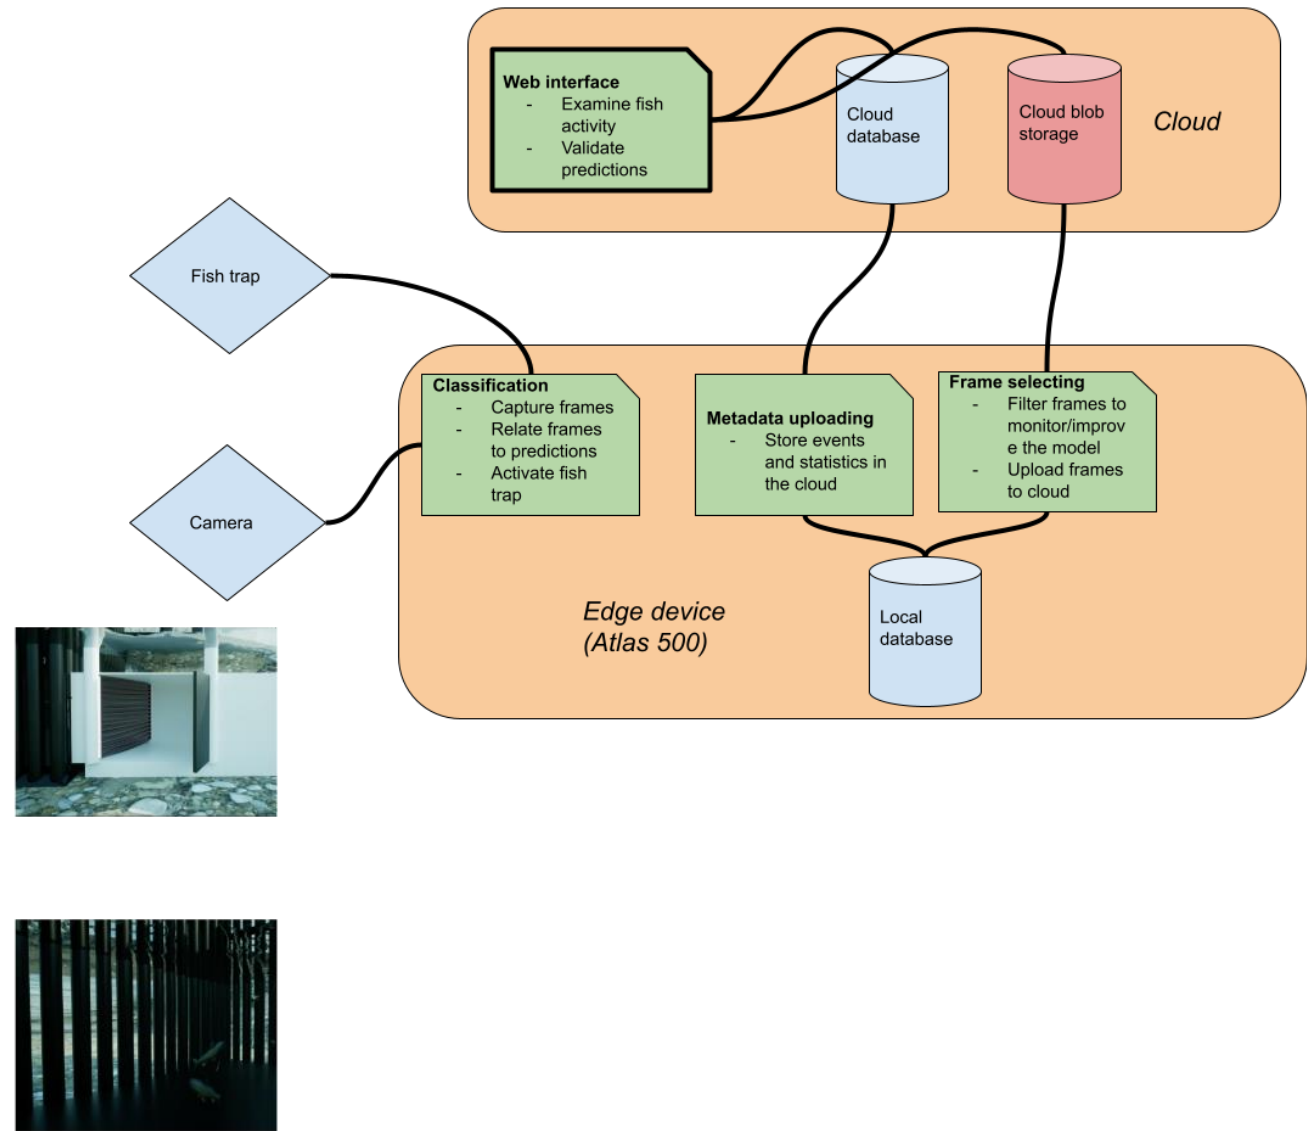 Web interface
- Examine fish
activity
- Validate
predictions
Cloud
database
Cloud blob
storage
Cloud
Fish trap
Classification
- Capture frames
- Relate frames
to predictions
- Activate fish
trap
Metadata uploading
- Store events
and statistics in
the cloud
Frame selecting
- Filter frames to
monitor/improv
e the model
- Upload frames
to cloud
Camera
Local
database
Edge device
(Atlas 500)